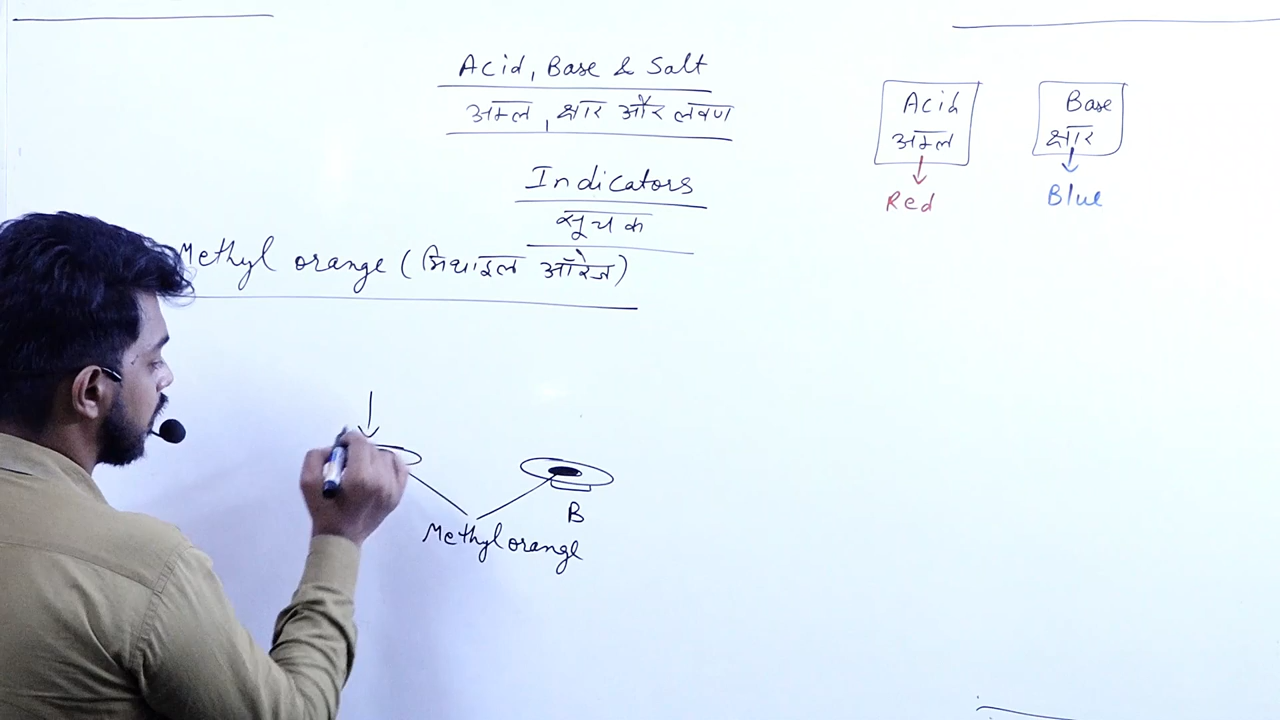 Acid, Base & Salt
अम्ल, क्षार और लवण
Indicators
सूचक
Methyl orange (मिथाइल ऑरेंज)
Acid
अम्ल
Red
Base
क्षार
Blue
B
Methyl orange